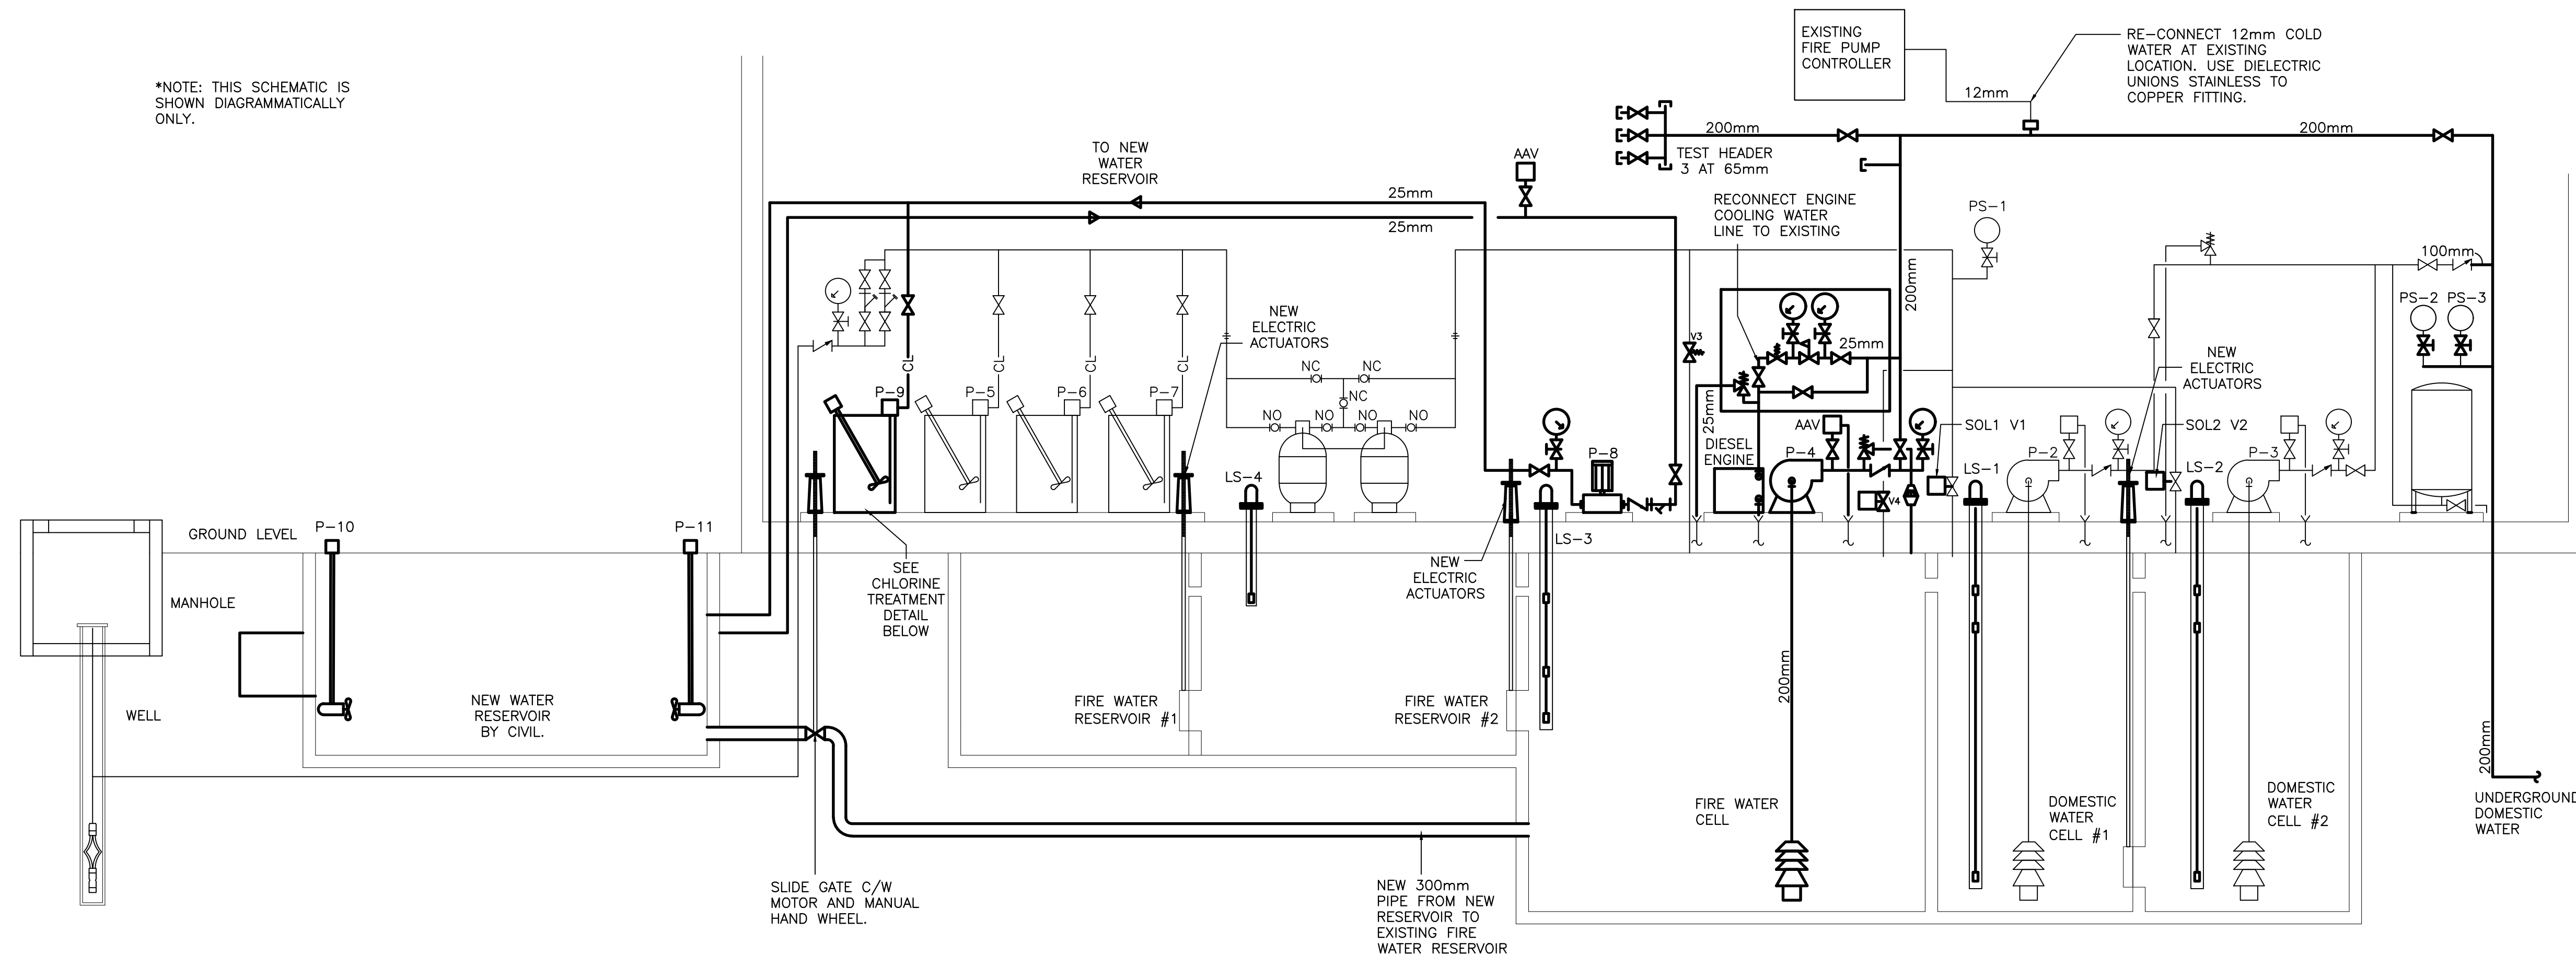 *NOTE: THIS SCHEMATIC IS
SHOWN DIAGRAMMATICALLY
ONLY.
EXISTING
FIRE PUMP
CONTROLLER
RE-CONNECT 12mm COLD
WATER AT EXISTING
LOCATION. USE DIELECTRIC
UNIONS STAINLESS TO
COPPER FITTING.
12mm
200mm
200mm
TEST HEADER
3 AT 65mm
TO NEW
WATER
RESERVOIR
AAV
25mm
25mm
RECONNECT ENGINE
COOLING WATER
LINE TO EXISTING
PS-1
200mm
100mm
PS-2
PS-3
NEW
ELECTRIC
ACTUATORS
V3
25mm
NEW
ELECTRIC
ACTUATORS
CL
CL
CL
CL
NC
NC
NC
NO
NO
NO
NO
P-9
P-5
P-6
P-7
25mm
AAV
DIESEL
ENGINE
P-4
V4
SOL1 V1
SOL2 V2
P-8
LS-4
LS-1
P-2
LS-2
P-3
GROUND LEVEL
P-10
P-11
LS-3
SEE
CHLORINE
TREATMENT
DETAIL
BELOW
NEW
ELECTRIC
ACTUATORS
MANHOLE
WELL
NEW WATER
RESERVOIR
BY CIVIL.
FIRE WATER
RESERVOIR #1
FIRE WATER
RESERVOIR #2
200mm
200mm
FIRE WATER
CELL
DOMESTIC
WATER
CELL #1
DOMESTIC
WATER
CELL #2
UNDERGROUND
DOMESTIC
WATER
SLIDE GATE C/W
MOTOR AND MANUAL
HAND WHEEL.
NEW 300mm
PIPE FROM NEW
RESERVOIR TO
EXISTING FIRE
WATER RESERVOIR